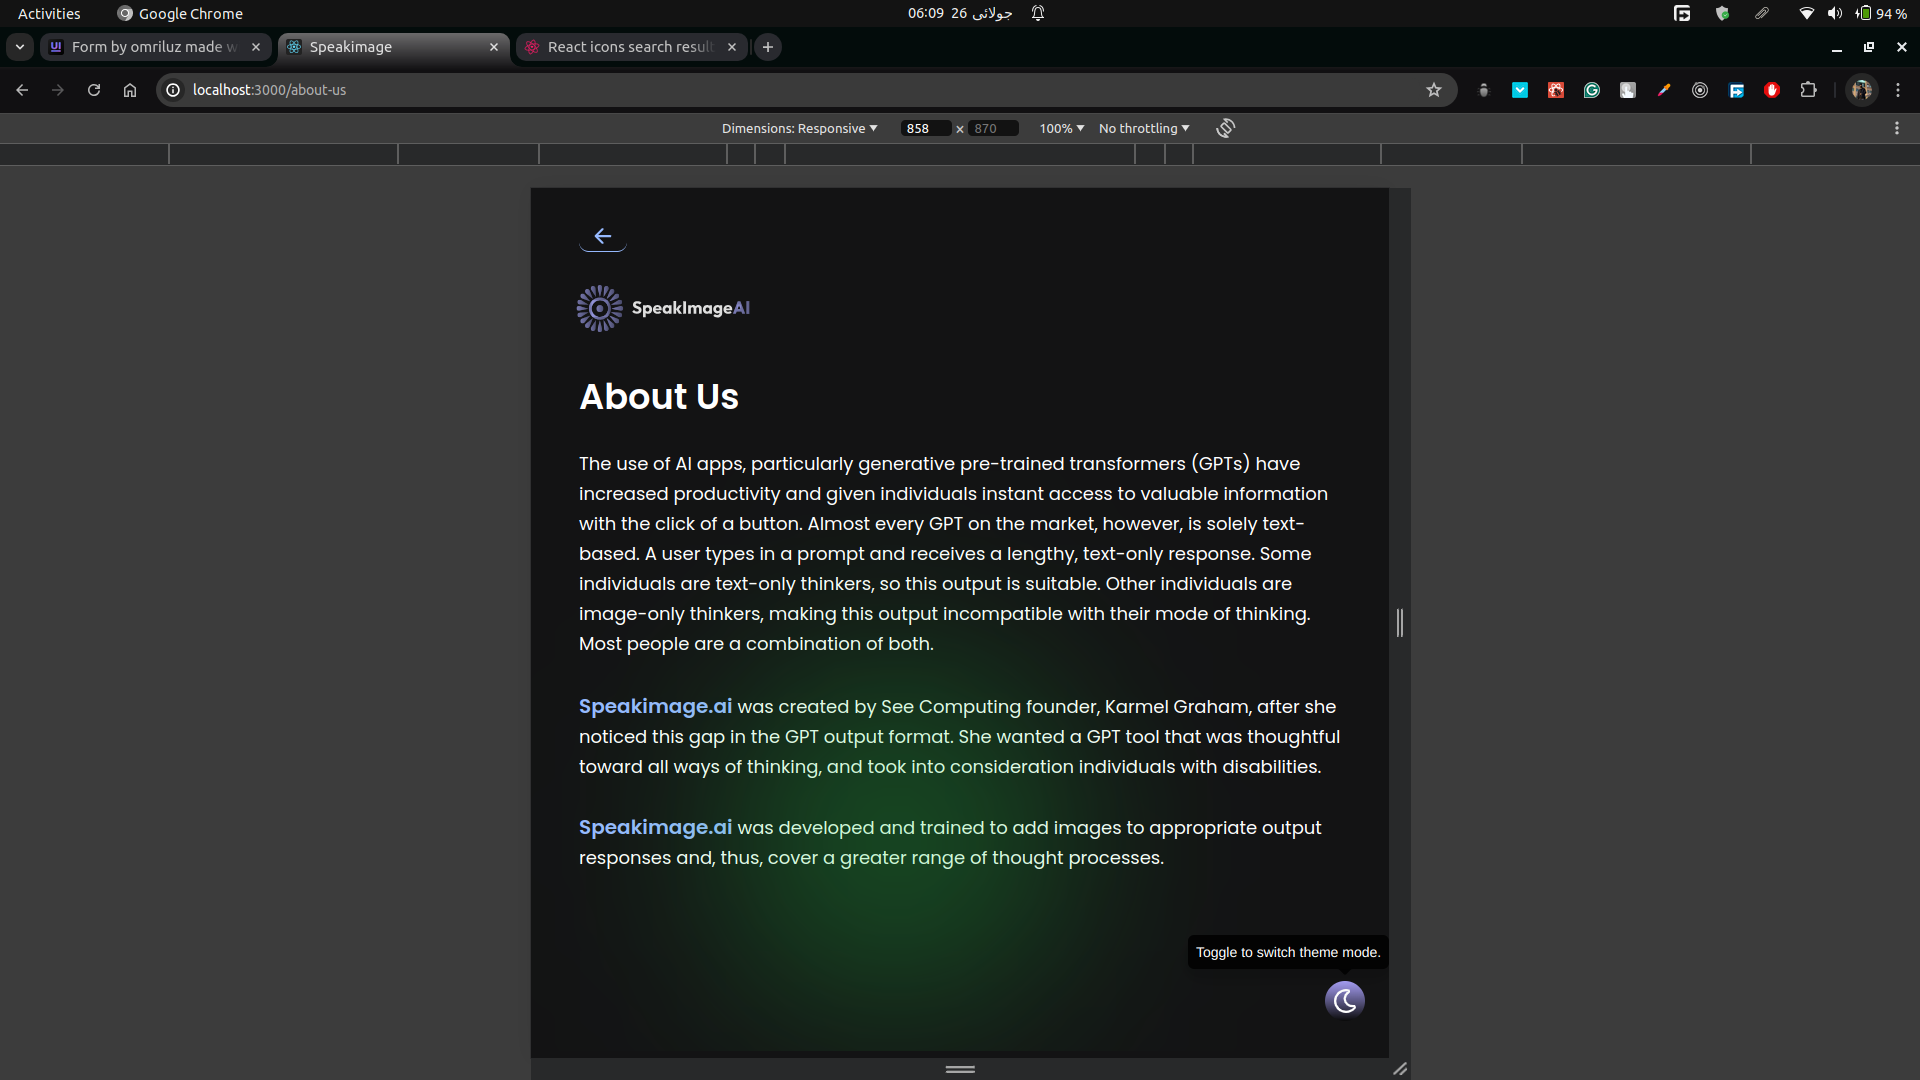 Activities
Google Chrome
06:09 26 جولائی
94 %
Form by omriluz made w
Speakimage
React icons search result
localhost:3000/about-us
Dimensions: Responsive
858 x 870
100%
No throttling
SpeakImageAI
About Us
The use of AI apps, particularly generative pre-trained transformers (GPTs) have
increased productivity and given individuals instant access to valuable information
with the click of a button. Almost every GPT on the market, however, is solely text-
based. A user types in a prompt and receives a lengthy, text-only response. Some
individuals are text-only thinkers, so this output is suitable. Other individuals are
image-only thinkers, making this output incompatible with their mode of thinking.
Most people are a combination of both.
Speakimage.ai was created by See Computing founder, Karmel Graham, after she
noticed this gap in the GPT output format. She wanted a GPT tool that was thoughtful
toward all ways of thinking, and took into consideration individuals with disabilities.
Speakimage.ai was developed and trained to add images to appropriate output
responses and, thus, cover a greater range of thought processes.
Toggle to switch theme mode.